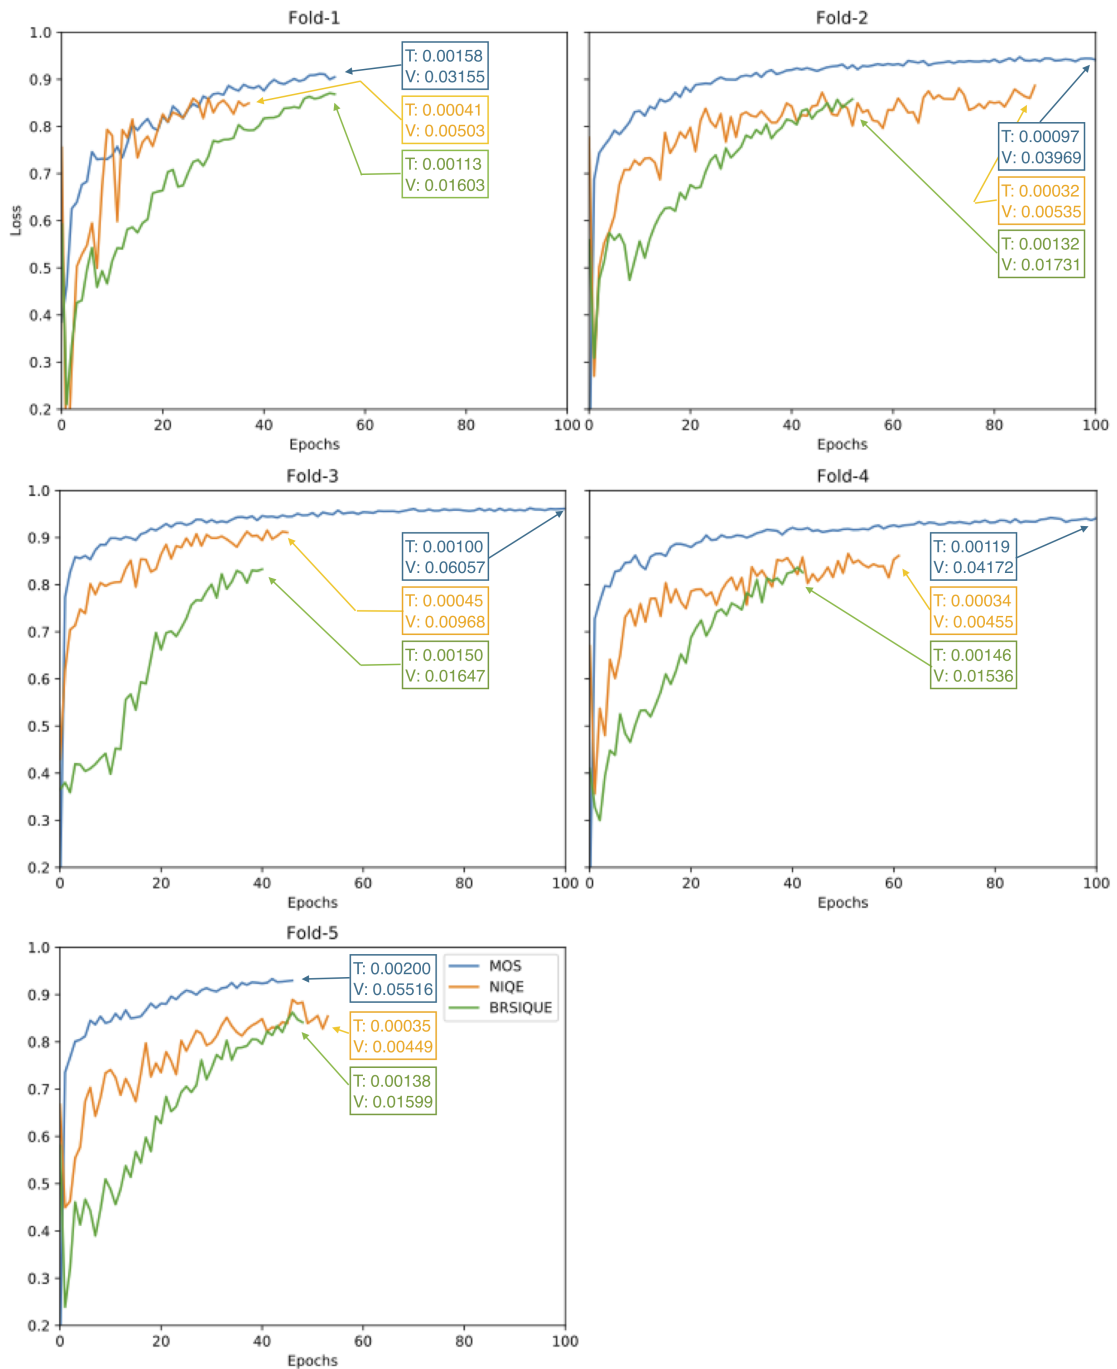 Fold-1
1.0
0.9
0.8
0.7
0.6
0.5
0.4
0.3
0.2
Loss
0 20 40 60 80 100
Epochs
T: 0.00158
V: 0.03155
T: 0.00041
V: 0.00503
T: 0.00113
V: 0.01603
Fold-2
0 20 40 60 80 100
Epochs
T: 0.00097
V: 0.03969
T: 0.00032
V: 0.00535
T: 0.00132
V: 0.01731
Fold-3
1.0
0.9
0.8
0.7
0.6
0.5
0.4
0.3
0.2
0 20 40 60 80 100
Epochs
T: 0.00100
V: 0.06057
T: 0.00045
V: 0.00968
T: 0.00150
V: 0.01647
Fold-4
0 20 40 60 80 100
Epochs
T: 0.00119
V: 0.04172
T: 0.00034
V: 0.00455
T: 0.00146
V: 0.01536
Fold-5
1.0
0.9
0.8
0.7
0.6
0.5
0.4
0.3
0.2
0 20 40 60 80 100
Epochs
T: 0.00200
V: 0.05516
T: 0.00035
V: 0.00449
T: 0.00138
V: 0.01599
MOS
NIQE
BRSIQUE